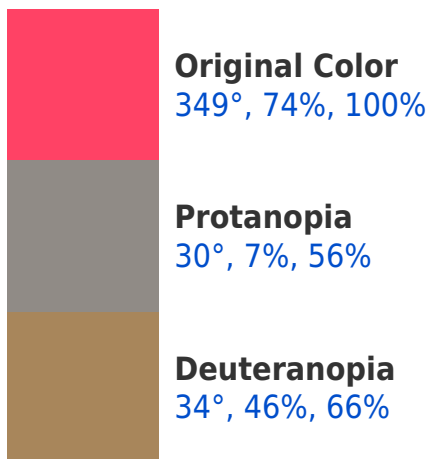 Original Color
349°, 74%, 100%
Protanopia
30°, 7%, 56%
Deuteranopia
34°, 46%, 66%